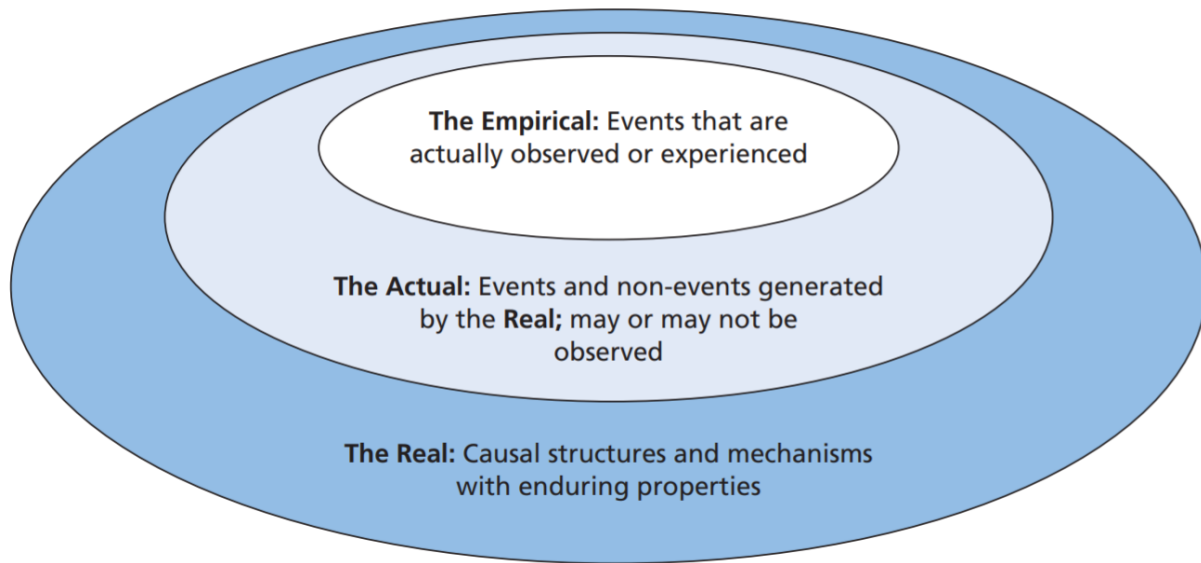 The Empirical: Events that are
actually observed or experienced
The Actual: Events and non-events generated
by the Real; may or may not be
observed
The Real: Causal structures and mechanisms
with enduring properties